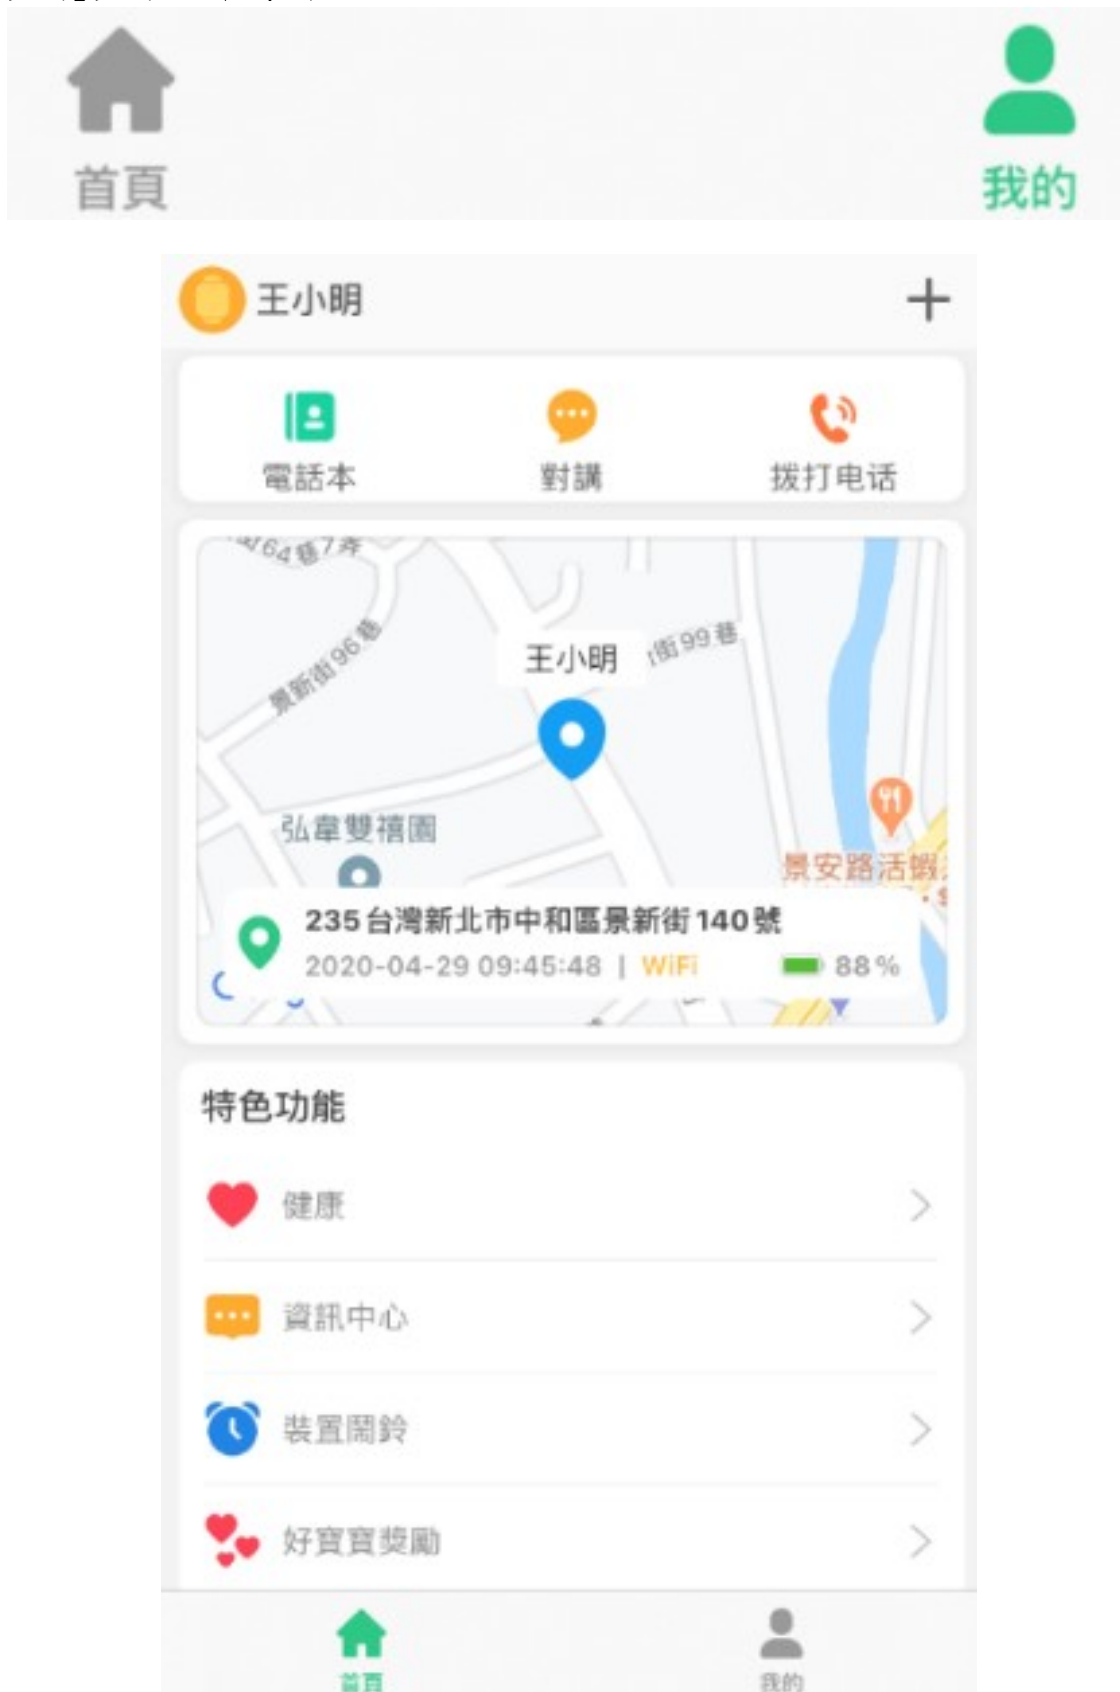 首頁
我的
王小明
電話本
對講
拨打电话
街64巷7弄
景新街96巷
街99巷
王小明
弘韋雙禧園
景安路活蝦
235台灣新北市中和區景新街140號
2020-04-29 09:45:48 | WiFi
88%
特色功能
健康
資訊中心
裝置鬧鈴
好寶寶獎勵
首頁
我的